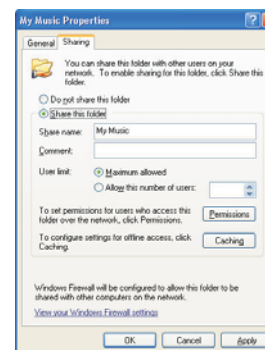 My Music Properties
General Sharing
You can share this folder with other users on your
network. To enable sharing for this folder, click Share this
folder.
Do not share this folder
Share this folder
Share name: My Music
Comment:
User limit: Maximum allowed
Allow this number of users:
To set permissions for users who access this
folder over the network, click Permissions.
Permissions
To configure settings for offline access, click
Caching.
Caching
Windows Firewall will be configured to allow this folder to be
shared with other computers on the network.
View your Windows Firewall settings
OK Cancel Apply